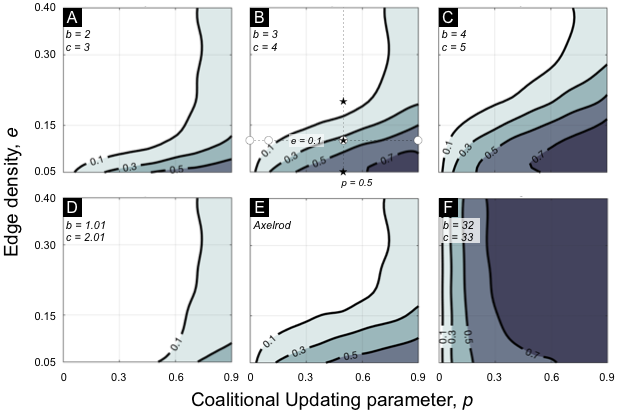 0.40
0.30
0.15
0.05
A
b = 2
c = 3
0.1
0.3
0.5
B
b = 3
c = 4
e = 0.1
0.1
0.3
0.5
0.7
p = 0.5
C
b = 4
c = 5
0.1
0.3
0.5
0.7
Edge density, e
0.40
0.30
0.15
0.05
D
b = 1.01
c = 2.01
0.1
E
Axelrod
0.1
0.3
0.5
F
b = 32
c = 33
0.1
0.3
0.5
0.7
0 0.3 0.6 0.9
0 0.3 0.6 0.9
0 0.3 0.6 0.9
Coalitional Updating parameter, p